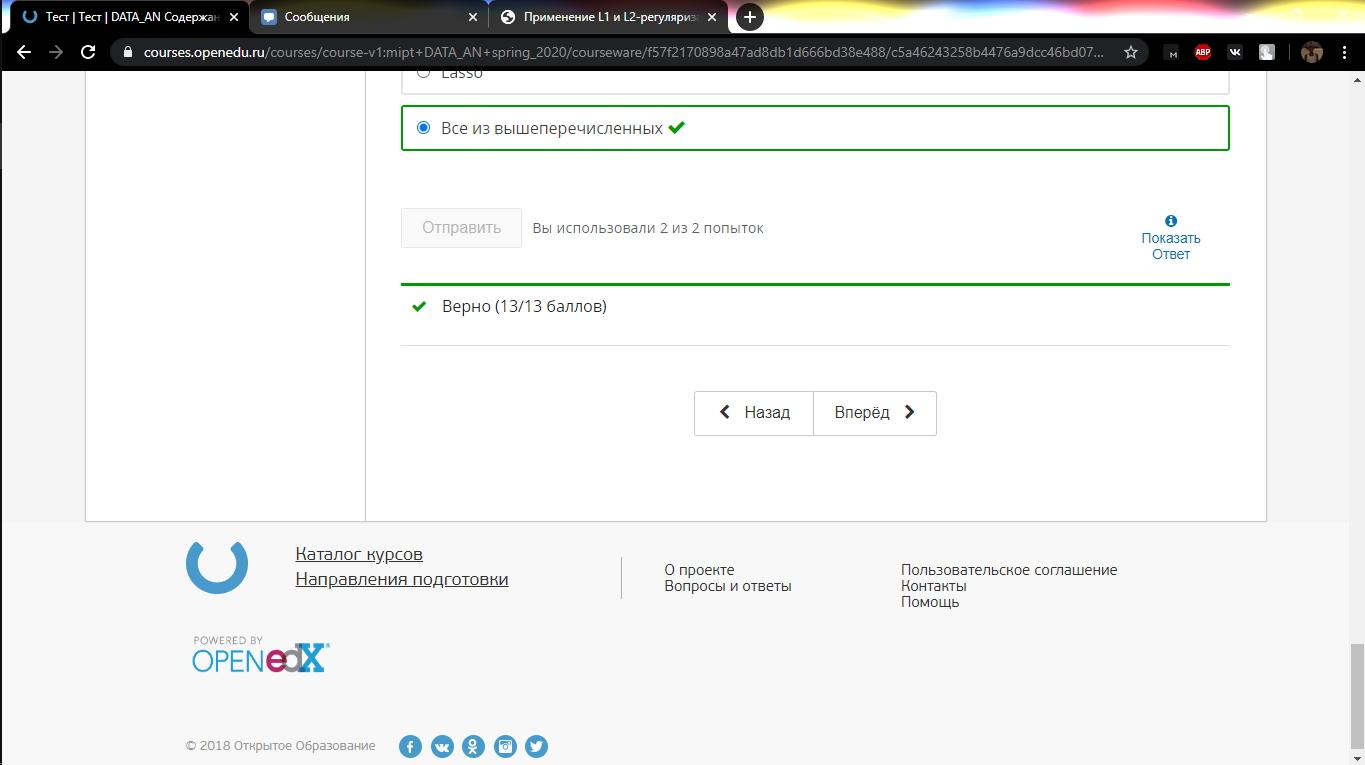 Тест | Тест | DATA_AN Содержан
Сообщения
Применение L1 и L2-регуляриза
courses.openedu.ru/courses/course-v1:mipt+DATA_AN+spring_2020/courseware/f57f2170898a47ad8db1d666bd38e488/c5a46243258b4476a9dcc46bd07...
M
ABP
Lasso
Все из вышеперечисленных
Отправить
Вы использовали 2 из 2 попыток
Показать
Ответ
Верно (13/13 баллов)
Назад
Вперёд
Каталог курсов
Направления подготовки
О проекте
Вопросы и ответы
Пользовательское соглашение
Контакты
Помощь
POWERED BY
OPENedX
© 2018 Открытое Образование